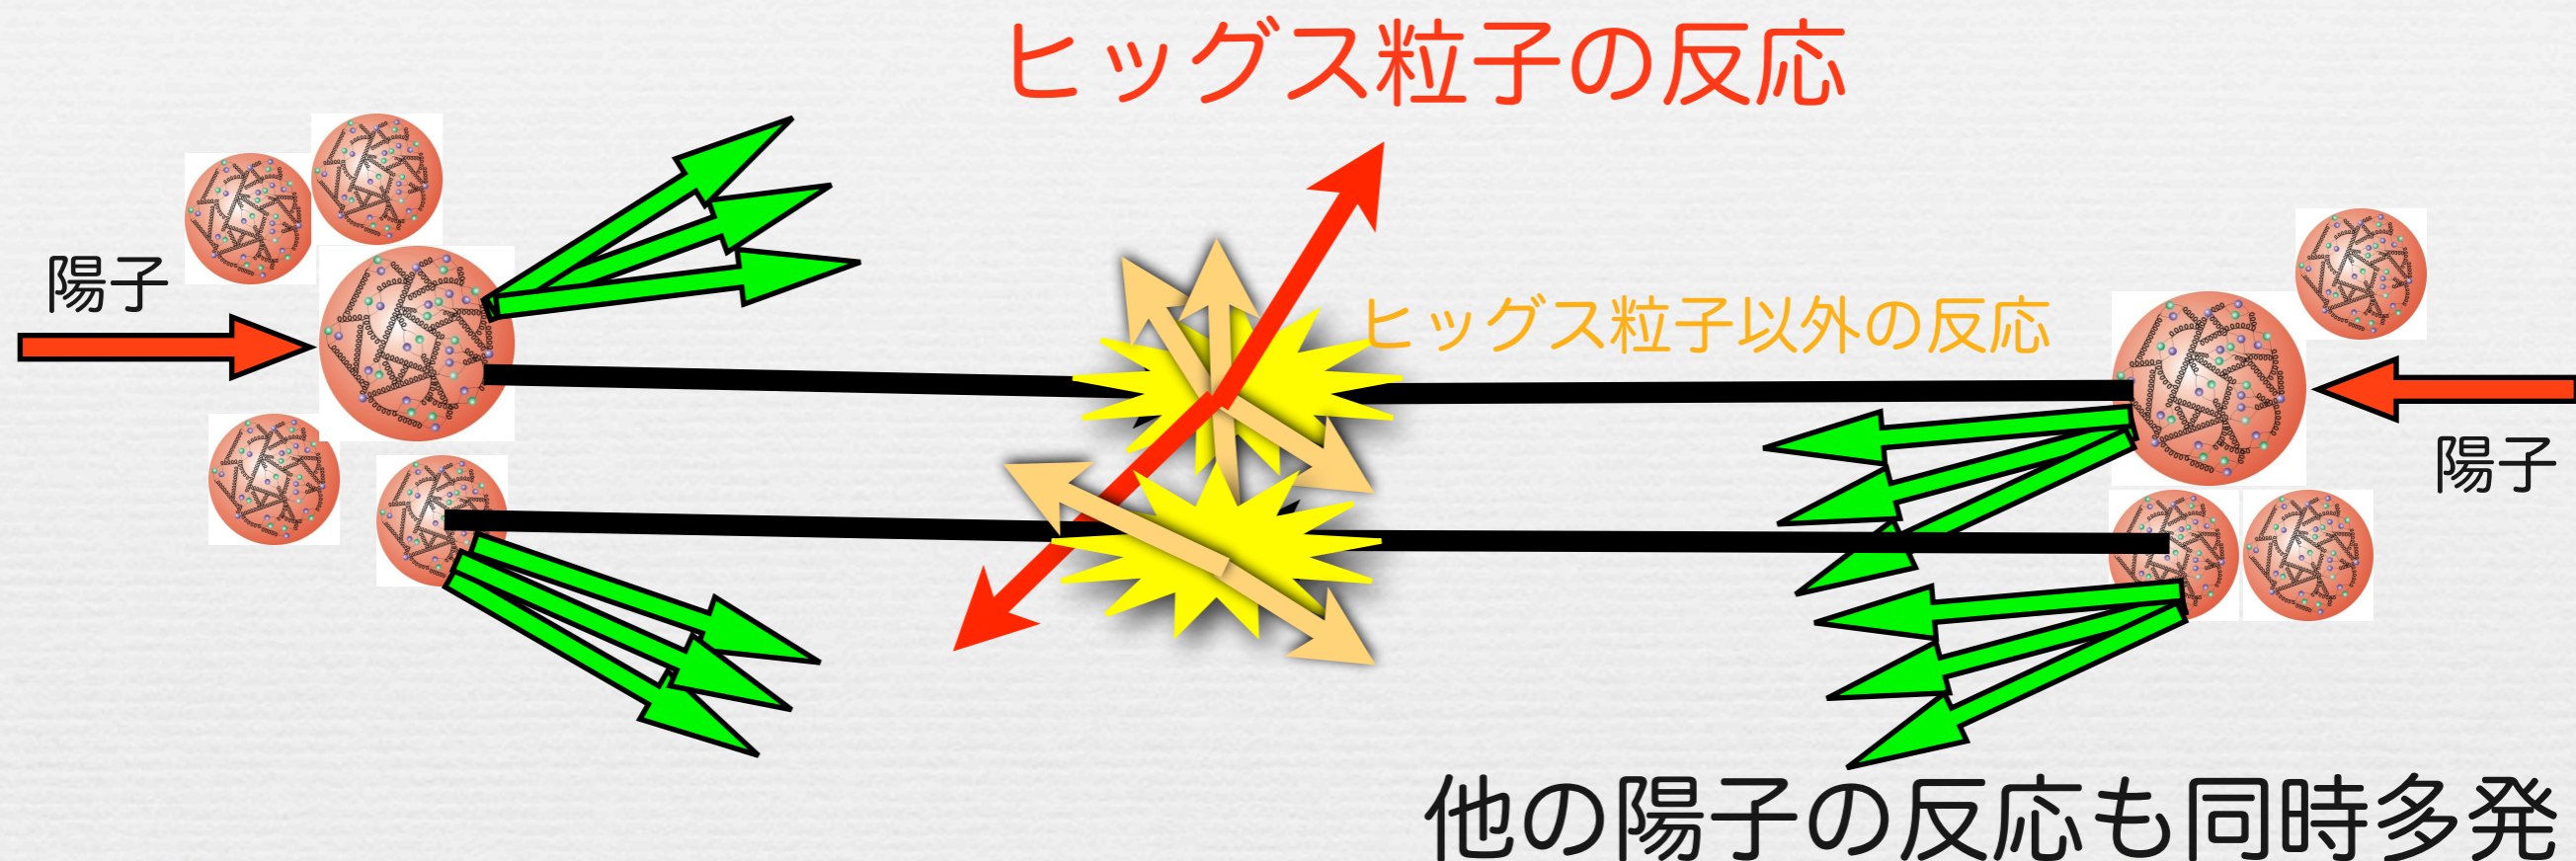 ヒッグス粒子の反応
陽子
ヒッグス粒子以外の反応
陽子
他の陽子の反応も同時多発